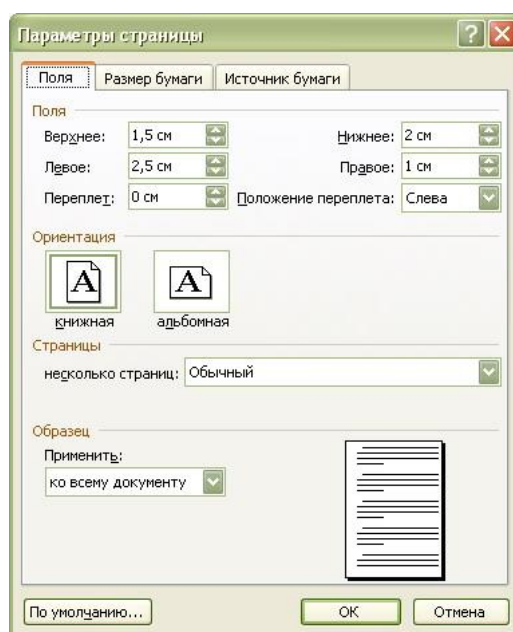 Параметры страницы
Поля Размер бумаги Источник бумаги
Поля
Верхнее: 1,5 см Нижнее: 2 см
Левое: 2,5 см Правое: 1 см
Переплет: 0 см Положение переплета: Слева
Ориентация
A A
книжная альбомная
Страницы
несколько страниц: Обычный
Образец
Применить:
ко всему документу
По умолчанию... ОК Отмена